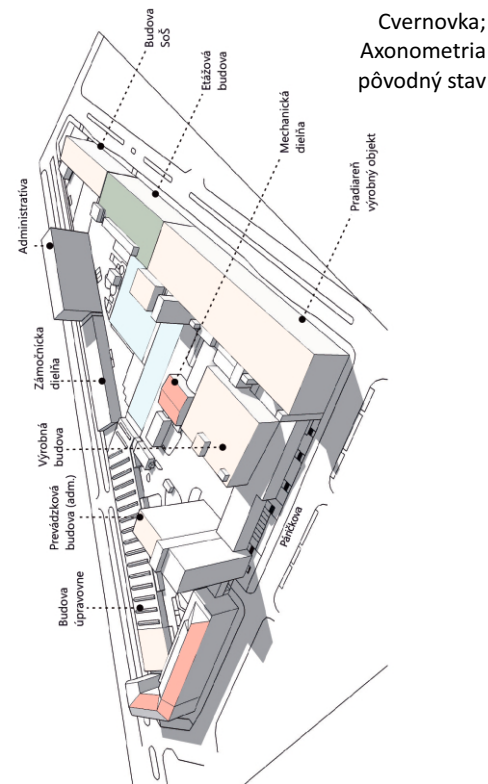 Cvernovka;
Axonometria
pôvodný stav
Budova
SoŠ
Etážová
budova
Mechanická
dielňa
Pradiareň
výrobný objekt
Administratíva
Zámočnícka
dielňa
Výrobná
budova
Prevádzková
budova (adm.)
Budova
úpravovne
Páričkova